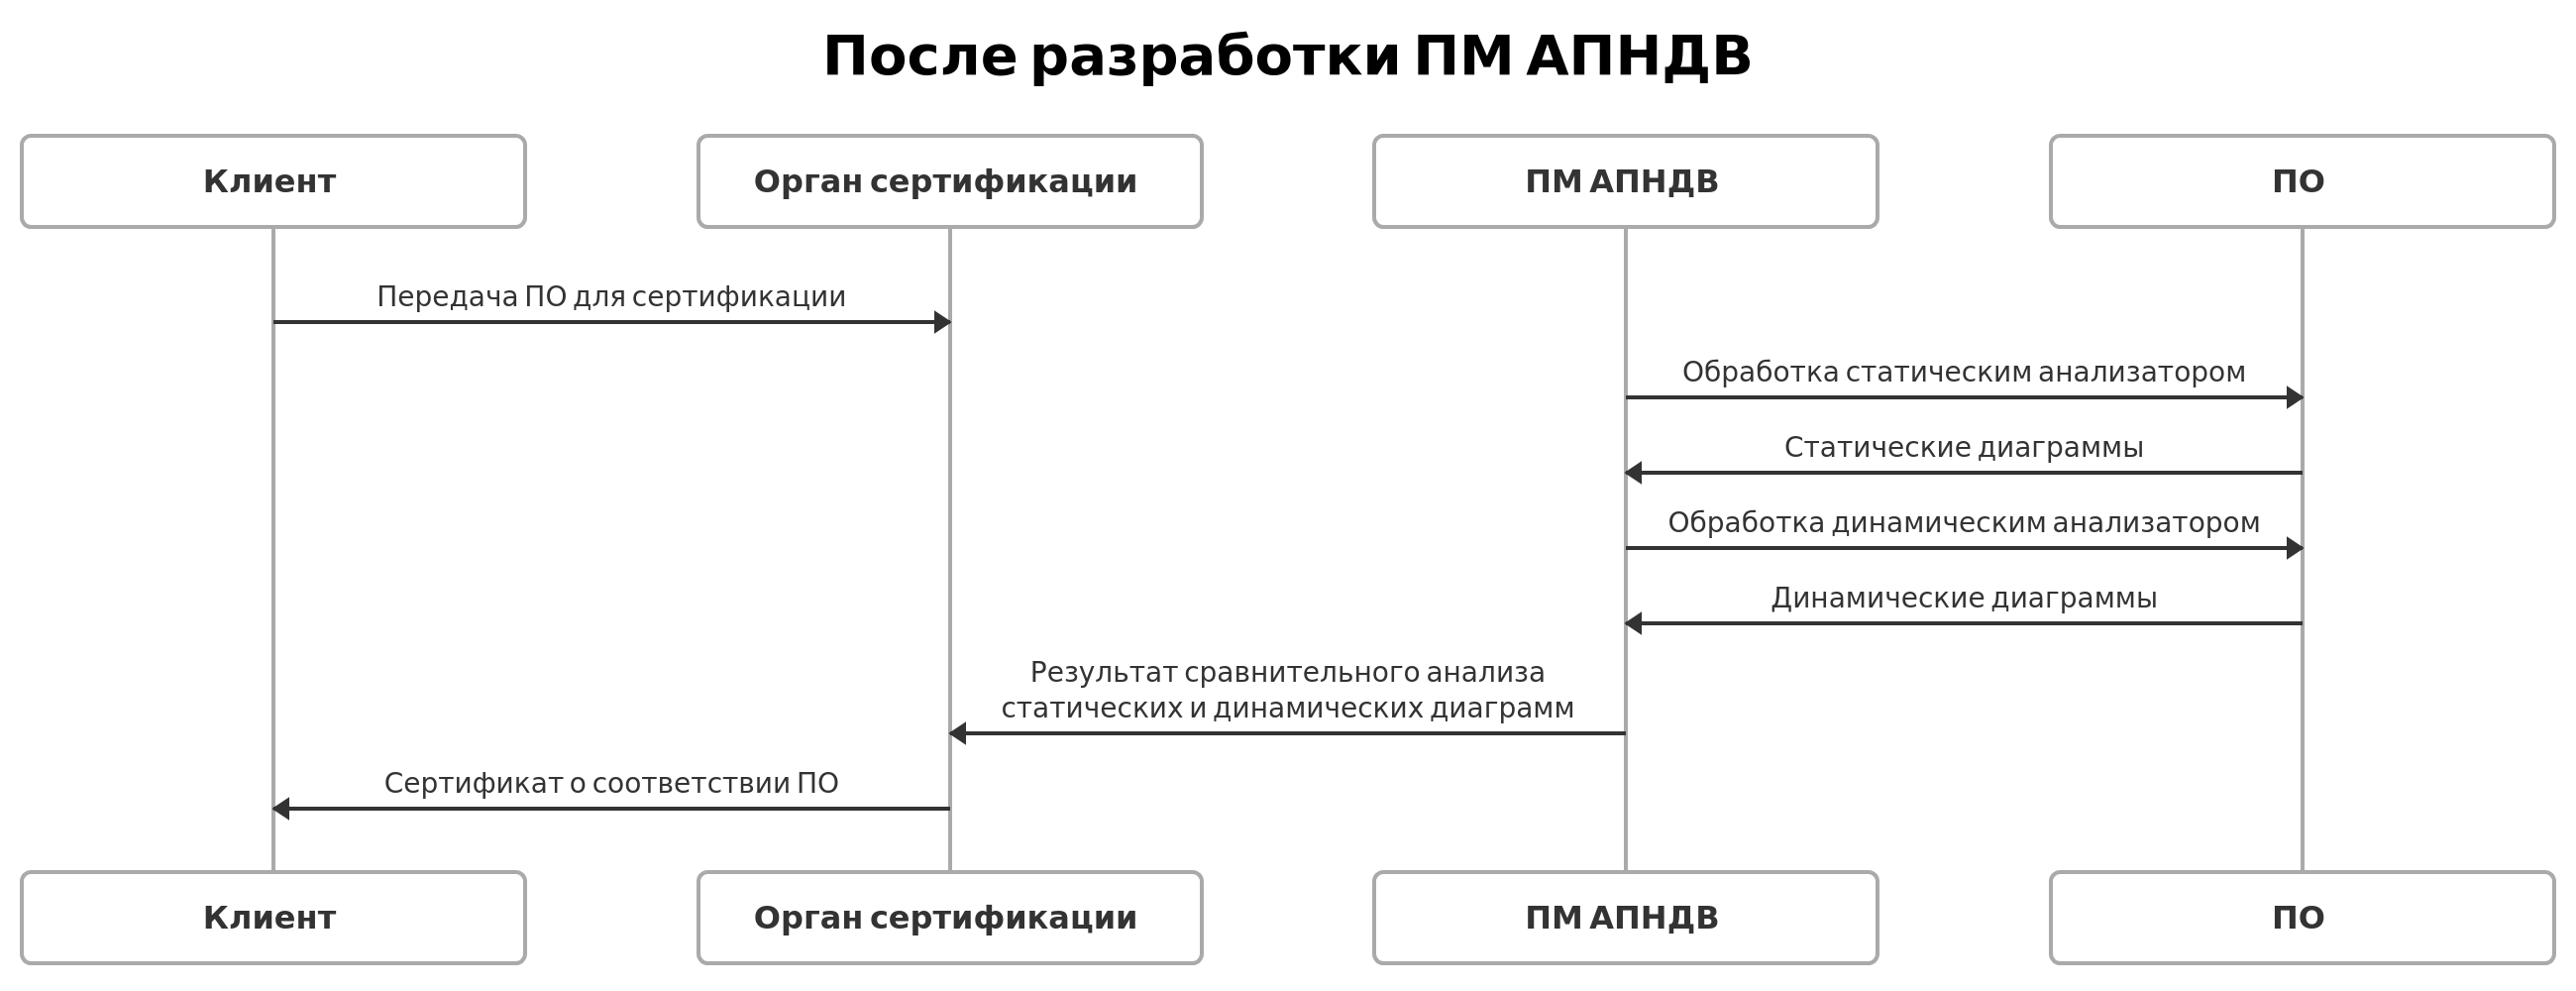 После разработки ПМ АПНДВ
Клиент
Орган сертификации
ПМ АПНДВ
ПО
Передача ПО для сертификации
Обработка статическим анализатором
Статические диаграммы
Обработка динамическим анализатором
Динамические диаграммы
Результат сравнительного анализа
статических и динамических диаграмм
Сертификат о соответствии ПО
Клиент
Орган сертификации
ПМ АПНДВ
ПО